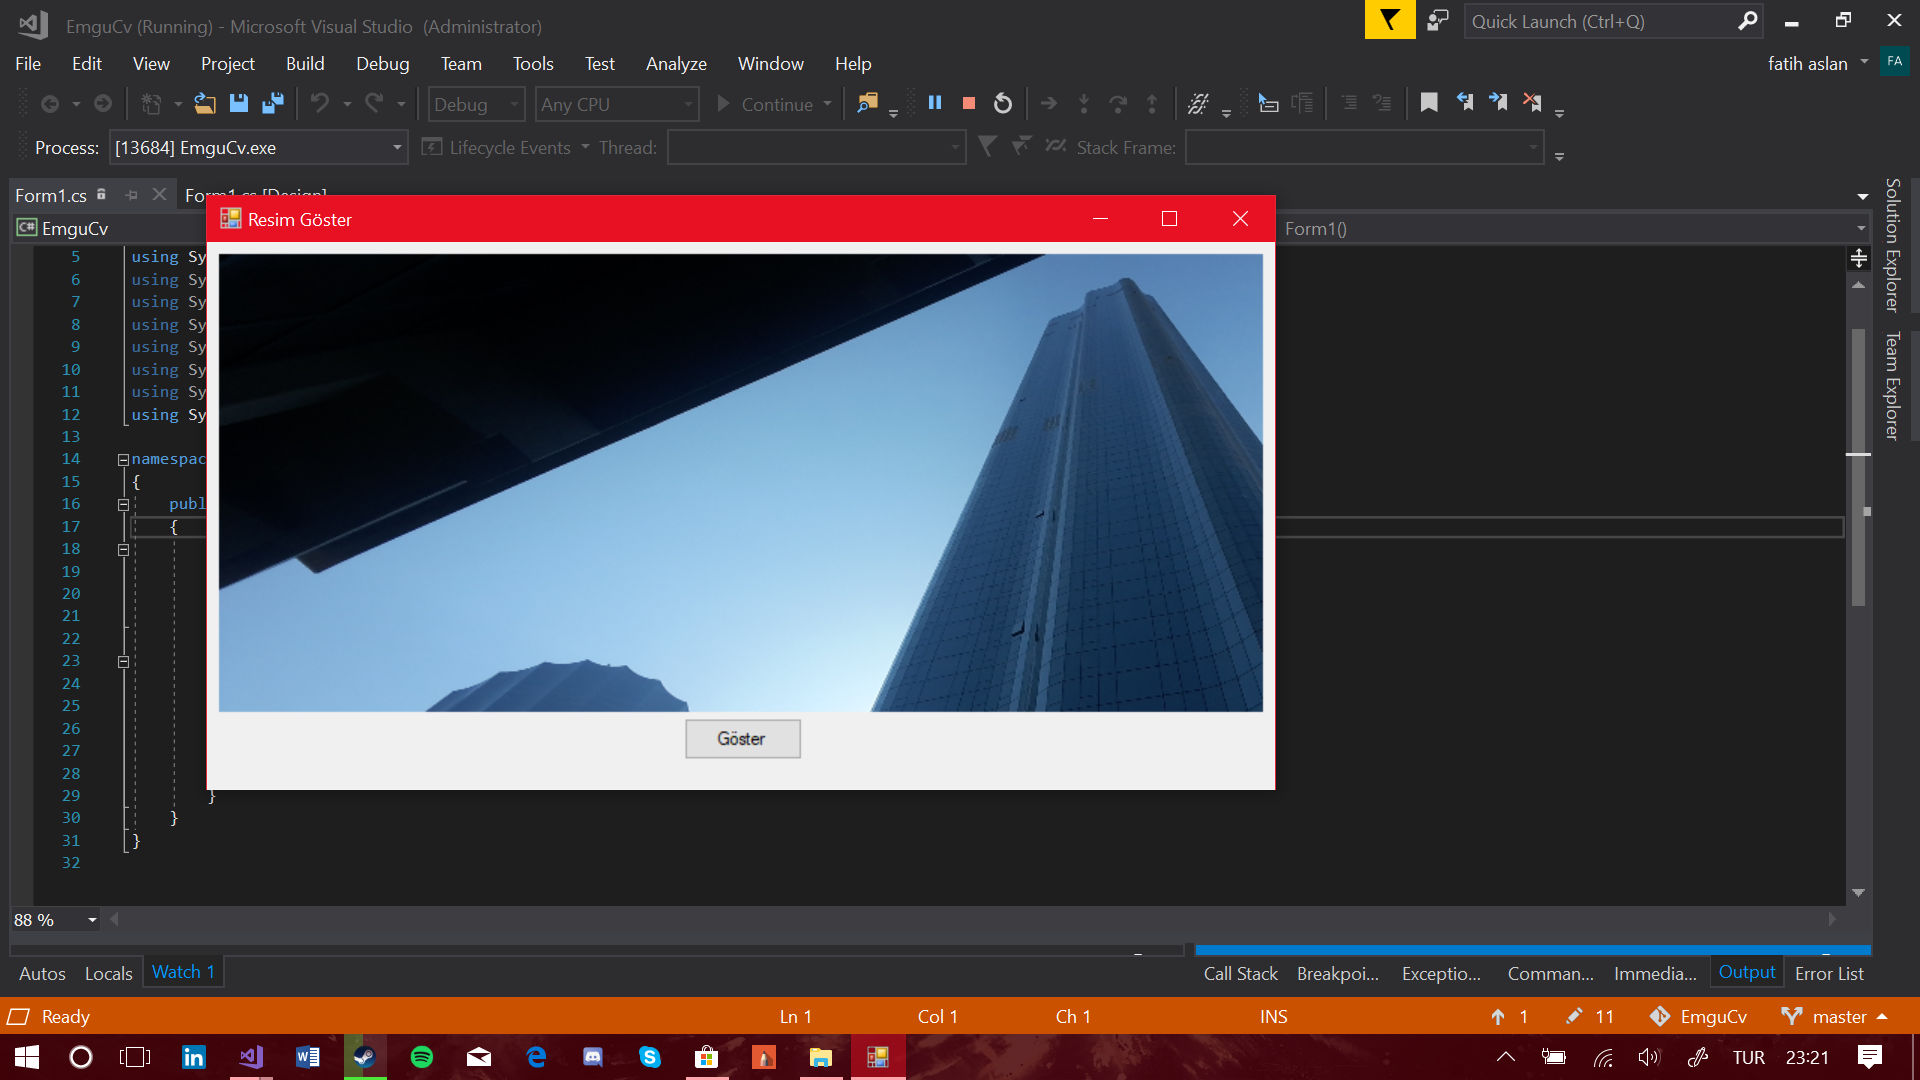 EmguCv (Running) - Microsoft Visual Studio (Administrator)
Quick Launch (Ctrl+Q)
File Edit View Project Build Debug Team Tools Test Analyze Window Help
fatih aslan FA
Debug Any CPU Continue
Process: [13684] EmguCv.exe Lifecycle Events Thread: Stack Frame:
Form1.cs Form1.cs [Design]
Solution Explorer
Team Explorer
C# EmguCv Form1()
Resim Göster
5 using Sy
6 using Sy
7 using Sy
8 using Sy
9 using Sy
10 using Sy
11 using Sy
12 using Sy
13
14 namespac
15 {
16 publ
17 {
18
19
20
21
22
23
24
25
26
27
28
29 }
30 }
31 }
32
Göster
88 %
Autos Locals Watch 1
Call Stack Breakpoi... Exceptio... Comman... Immedia... Output Error List
Ready Ln 1 Col 1 Ch 1 INS 1 11 EmguCv master
TUR 23:21